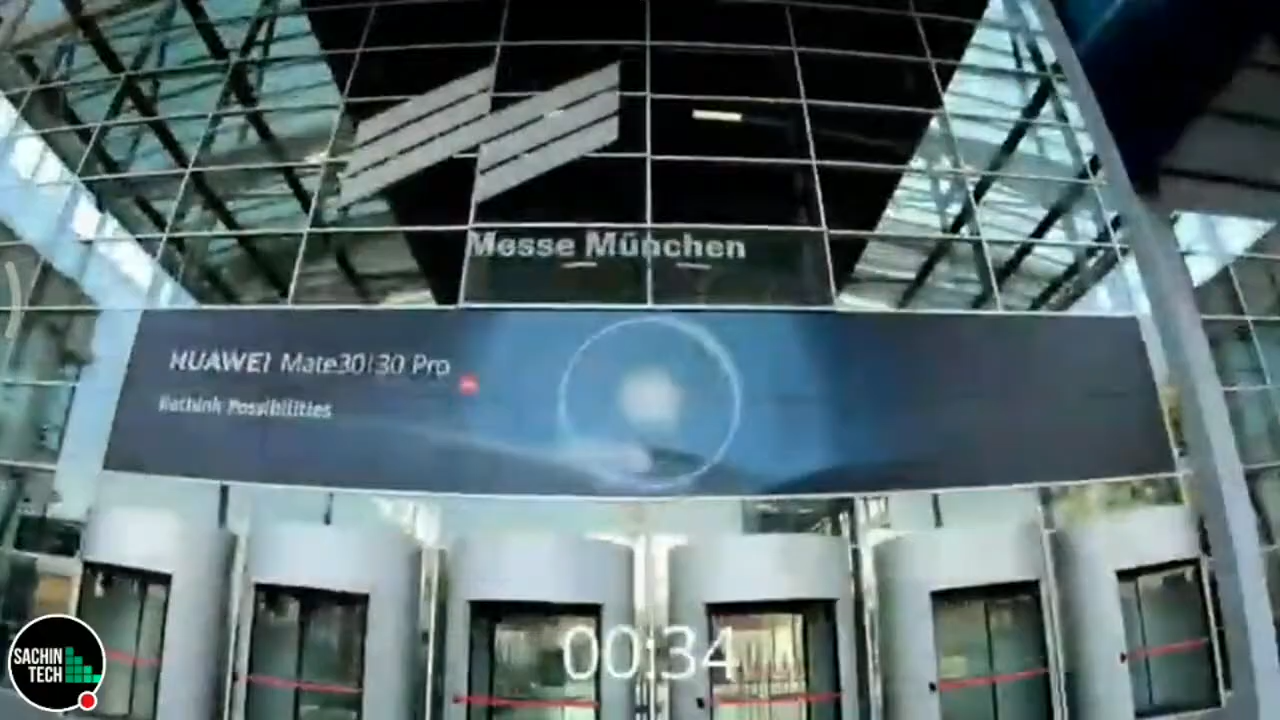 Messe München
HUAWEI Mate30|30 Pro
Rethink Possibilities
00:34
SACHIN
TECH